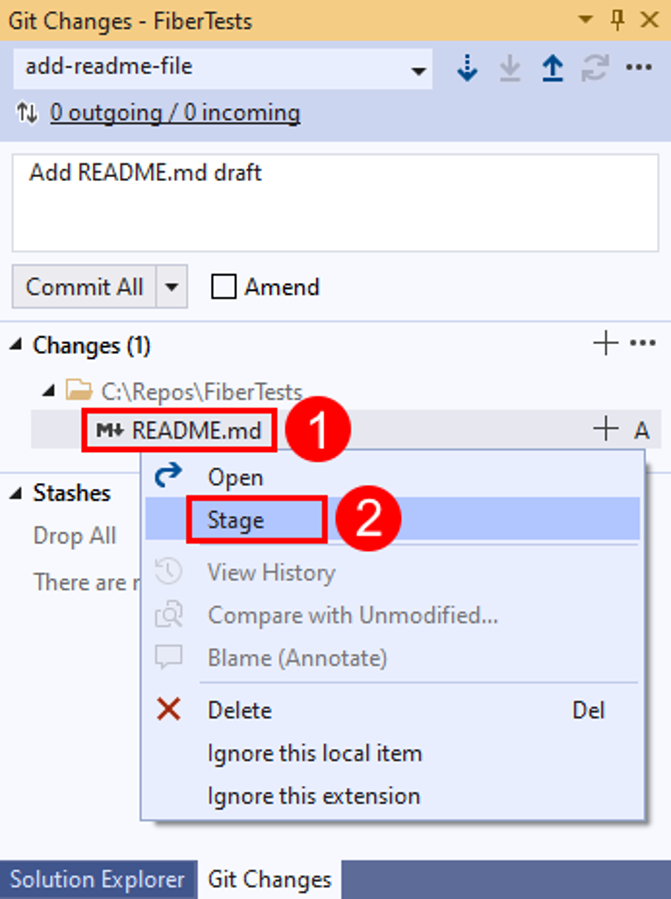 Git Changes - FiberTests
add-readme-file
0 outgoing / 0 incoming
Add README.md draft
Commit All
Amend
Changes (1)
C:\Repos\FiberTests
M README.md 1 A
Open
Stage 2
Stashes
Drop All
There are
View History
Compare with Unmodified...
Blame (Annotate)
Delete Del
Ignore this local item
Ignore this extension
Solution Explorer Git Changes